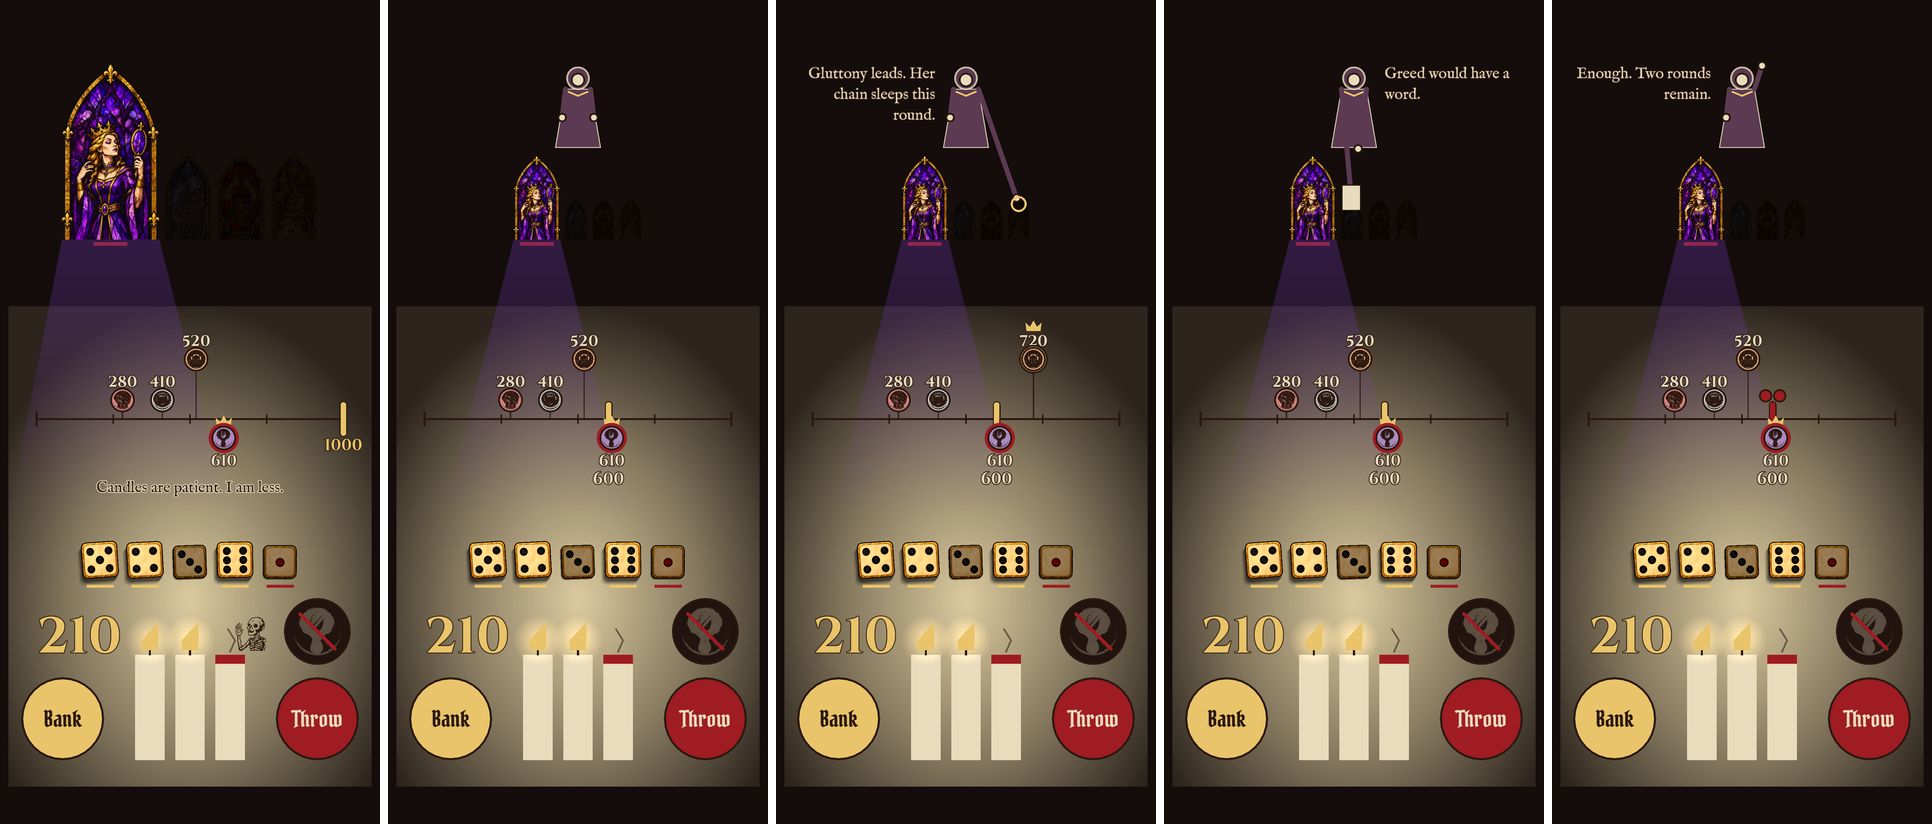 520
280 410
610
1000
Candles are patient. I am less.
210
Bank
Throw
520
280 410
610
600
210
Bank
Throw
Gluttony leads. Her
chain sleeps this
round.
720
280 410
610
600
210
Bank
Throw
Greed would have a
word.
520
280 410
610
600
210
Bank
Throw
Enough. Two rounds
remain.
520
280 410
610
600
210
Bank
Throw